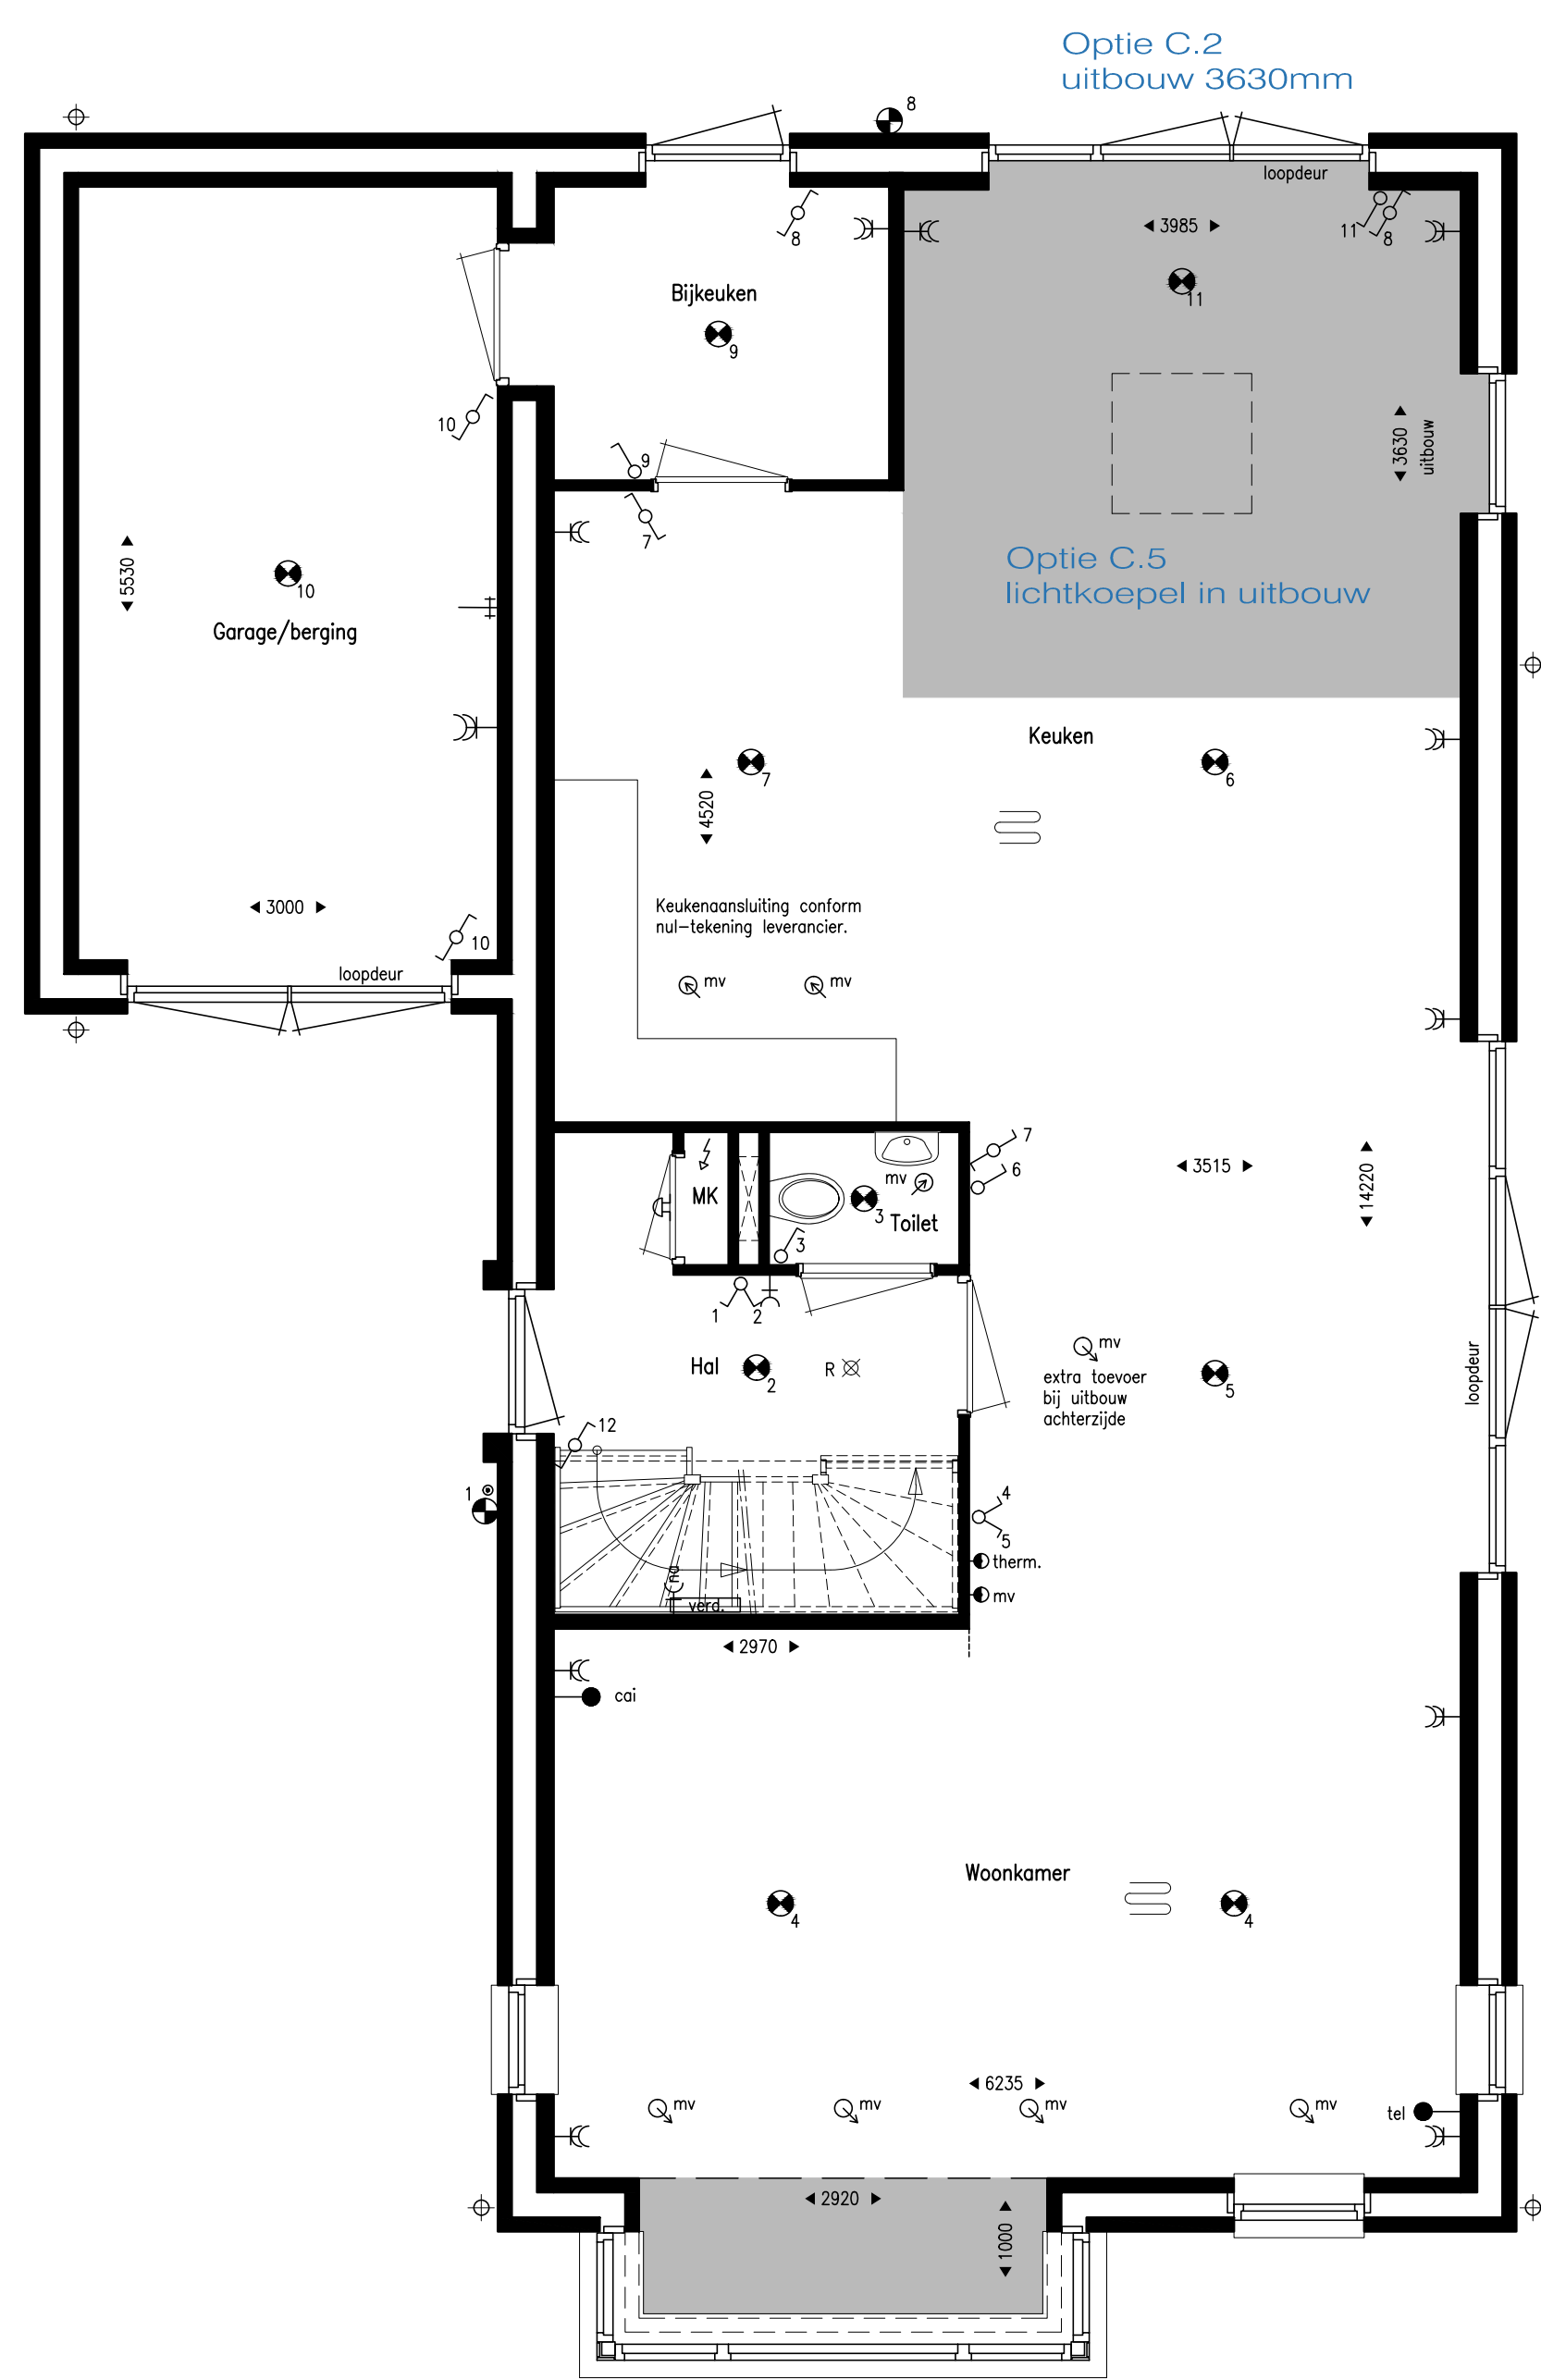 Optie C.2
uitbouw 3630mm
8
loopdeur
8
3985
11
8
Bijkeuken
11
9
10
3630
uitbouw
9
7
Optie C.5
lichtkoepel in uitbouw
5530
10
Garage/berging
Keuken
7
6
4520
3000
Keukenaansluiting conform
nul-tekening leverancier.
10
loopdeur
mv
mv
7
3515
14220
6
MK
mv
3
Toilet
3
1
2
mv
Hal
2
R
extra toevoer
bij uitbouw
achterzijde
5
loopdeur
12
1
4
5
therm.
nu
mv
verd.
2970
cai
Woonkamer
4
4
6235
mv
mv
mv
mv
tel
2920
1000